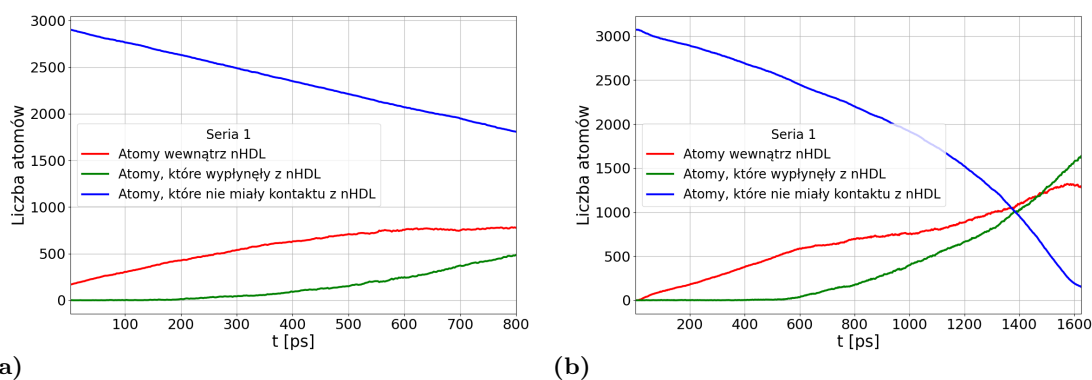 3000
2500
2000
1500
1000
500
0
Liczba atomów
Seria 1
Atomy wewnątrz nHDL
Atomy, które wypłynęły z nHDL
Atomy, które nie miały kontaktu z nHDL
100 200 300 400 500 600 700 800
t [ps]
a)
3000
2500
2000
1500
1000
500
0
Liczba atomów
Seria 1
Atomy wewnątrz nHDL
Atomy, które wypłynęły z nHDL
Atomy, które nie miały kontaktu z nHDL
200 400 600 800 1000 1200 1400 1600
t [ps]
(b)